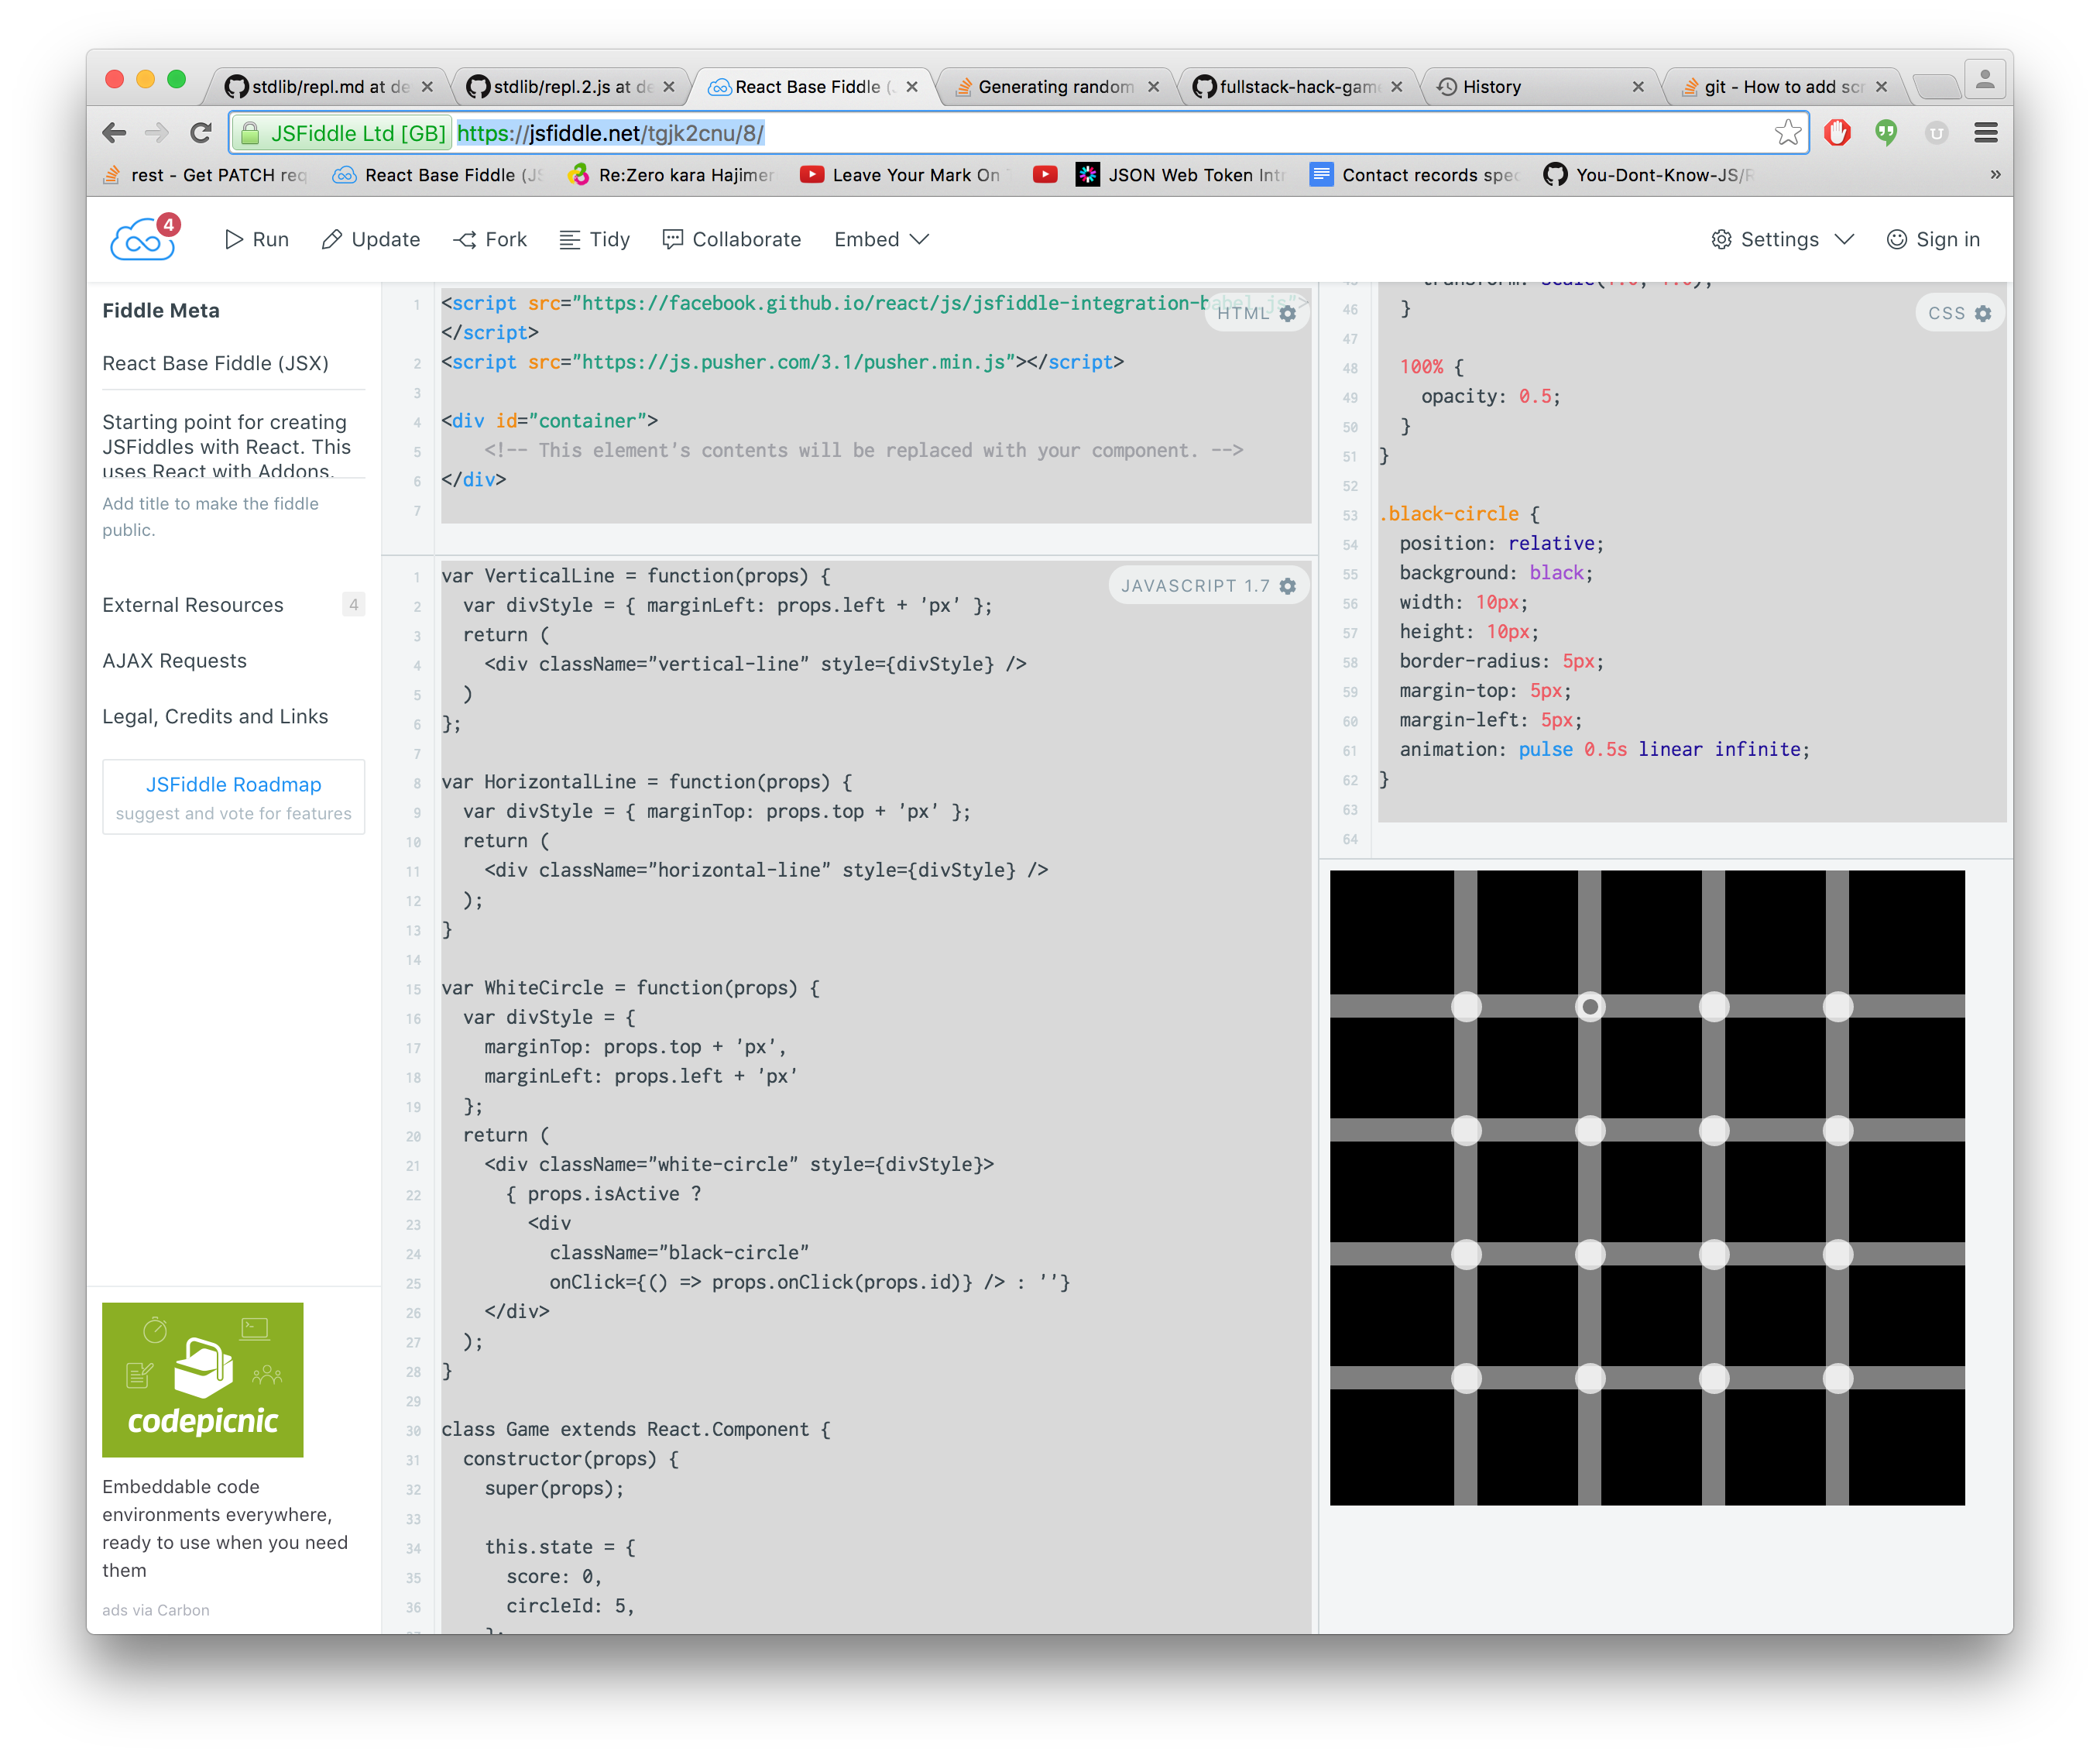 stdlib/repl.md at de
stdlib/repl.2.js at de
React Base Fiddle (
Generating random
fullstack-hack-gam
History
git - How to add scr
JSFiddle Ltd [GB] https://jsfiddle.net/tgjk2cnu/8/
rest - Get PATCH req
React Base Fiddle (JS
Re:Zero kara Hajimer
Leave Your Mark On
JSON Web Token Intr
Contact records spec
You-Dont-Know-JS/R
»
4
Run
Update
Fork
Tidy
Collaborate
Embed
Settings
Sign in
Fiddle Meta
React Base Fiddle (JSX)
Starting point for creating
JSFiddles with React. This
uses React with Addons.
Add title to make the fiddle
public.
External Resources 4
AJAX Requests
Legal, Credits and Links
JSFiddle Roadmap
suggest and vote for features
codepicnic
Embeddable code
environments everywhere,
ready to use when you need
them
ads via Carbon
HTML
1 <script src="https://facebook.github.io/react/js/jsfiddle-integration-babel.js">
</script>
2 <script src="https://js.pusher.com/3.1/pusher.min.js"></script>
3
4 <div id="container">
5     <!-- This element's contents will be replaced with your component. -->
6 </div>
7
JAVASCRIPT 1.7
1 var VerticalLine = function(props) {
2   var divStyle = { marginLeft: props.left + 'px' };
3   return (
4     <div className="vertical-line" style={divStyle} />
5   )
6 };
7
8 var HorizontalLine = function(props) {
9   var divStyle = { marginTop: props.top + 'px' };
10   return (
11     <div className="horizontal-line" style={divStyle} />
12   );
13 }
14
15 var WhiteCircle = function(props) {
16   var divStyle = {
17     marginTop: props.top + 'px',
18     marginLeft: props.left + 'px'
19   };
20   return (
21     <div className="white-circle" style={divStyle}>
22       { props.isActive ?
23         <div
24           className="black-circle"
25           onClick={() => props.onClick(props.id)} /> : ''}
26     </div>
27   );
28 }
29
30 class Game extends React.Component {
31   constructor(props) {
32     super(props);
33
34     this.state = {
35       score: 0,
36       circleId: 5,
37     };
CSS
45     transform: scale(1.0, 1.0);
46   }
47
48   100% {
49     opacity: 0.5;
50   }
51 }
52
53 .black-circle {
54   position: relative;
55   background: black;
56   width: 10px;
57   height: 10px;
58   border-radius: 5px;
59   margin-top: 5px;
60   margin-left: 5px;
61   animation: pulse 0.5s linear infinite;
62 }
63
64